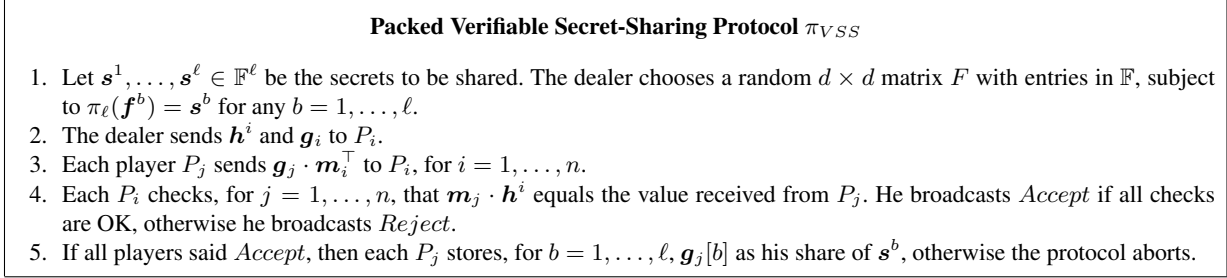 Packed Verifiable Secret-Sharing Protocol π_VSS
1. Let s¹, . . . , s^ℓ ∈ 𝔽^ℓ be the secrets to be shared. The dealer chooses a random d × d matrix F with entries in 𝔽, subject
to π_ℓ(f^b) = s^b for any b = 1, . . . , ℓ.
2. The dealer sends h^i and g_i to P_i.
3. Each player P_j sends g_j · m_i^⊤ to P_i, for i = 1, . . . , n.
4. Each P_i checks, for j = 1, . . . , n, that m_j · h^i equals the value received from P_j. He broadcasts Accept if all checks
are OK, otherwise he broadcasts Reject.
5. If all players said Accept, then each P_j stores, for b = 1, . . . , ℓ, g_j[b] as his share of s^b, otherwise the protocol aborts.